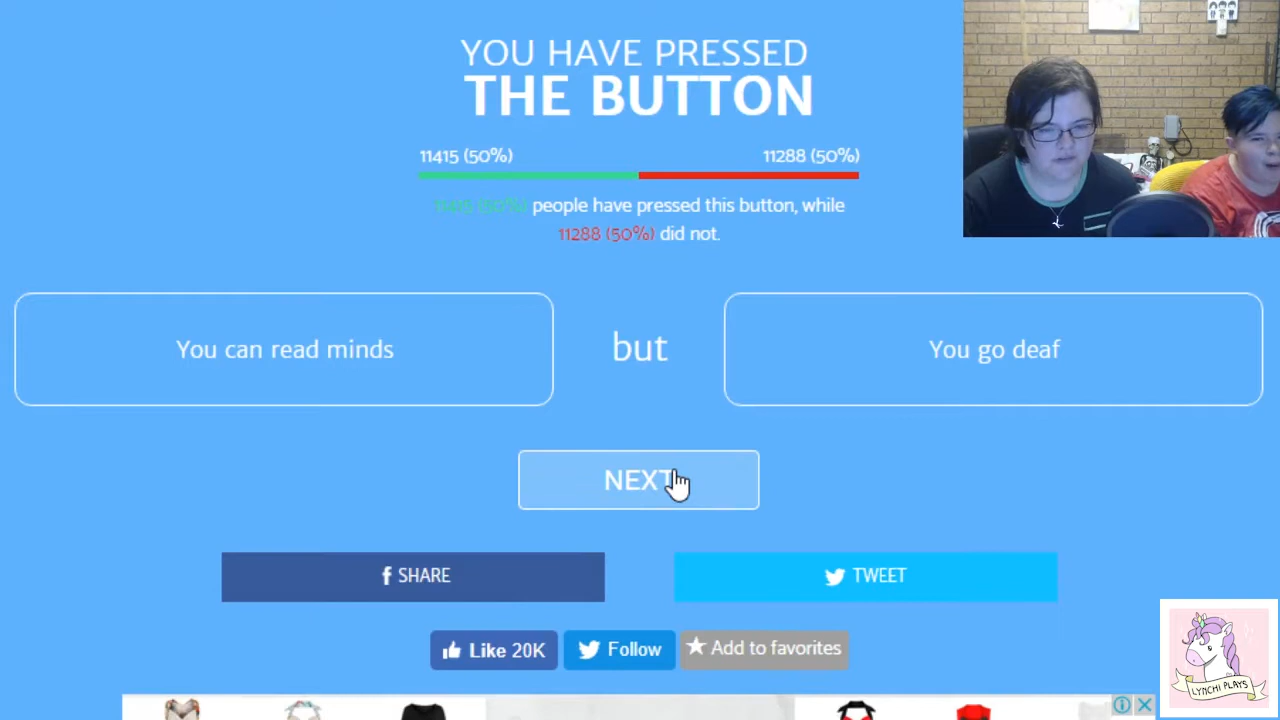 YOU HAVE PRESSED
THE BUTTON
11415 (50%)
11288 (50%)
11415 (50%) people have pressed this button, while
11288 (50%) did not.
You can read minds
but
You go deaf
NEXT
SHARE
TWEET
Like 20K
Follow
Add to favorites
LYNCHI PLAYS